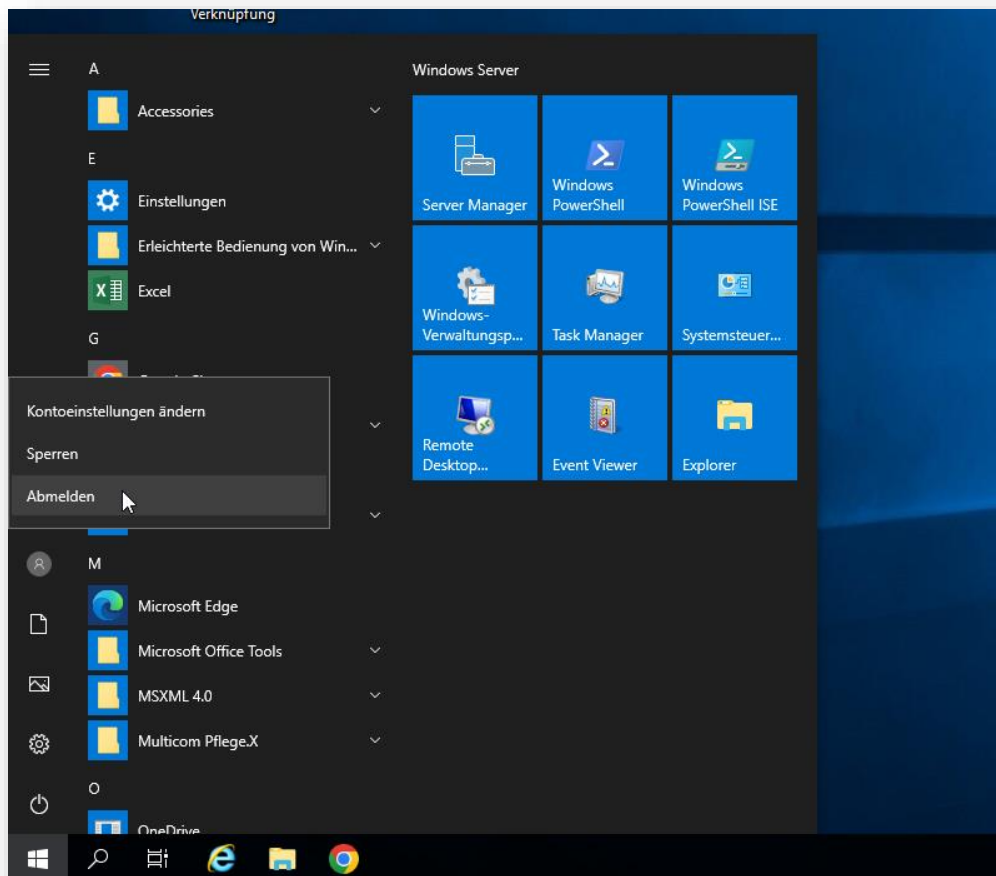 Verknüpfung
A
Accessories
E
Einstellungen
Erleichterte Bedienung von Win...
Excel
G
Kontoeinstellungen ändern
Sperren
Abmelden
M
Microsoft Edge
Microsoft Office Tools
MSXML 4.0
Multicom Pflege.X
O
OneDrive
Windows Server
Server Manager
Windows
PowerShell
Windows
PowerShell ISE
Windows-
Verwaltungsp...
Task Manager
Systemsteuer...
Remote
Desktop...
Event Viewer
Explorer